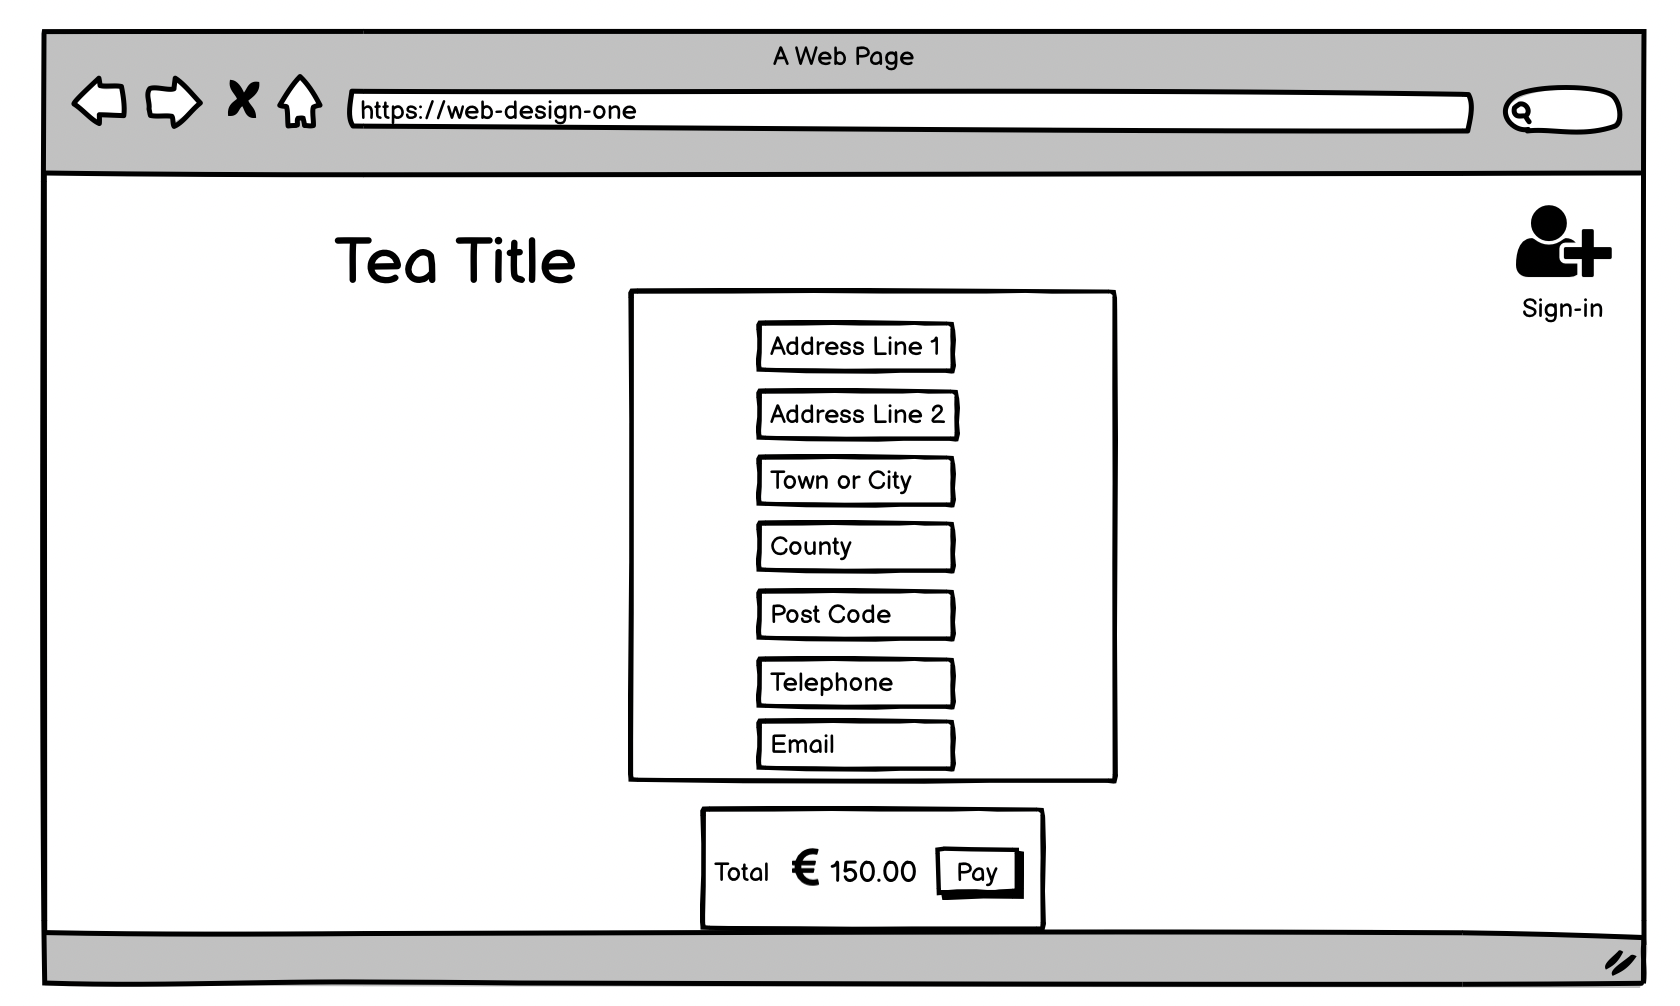 A Web Page
https://web-design-one
Tea Title
Sign-in
Address Line 1
Address Line 2
Town or City
County
Post Code
Telephone
Email
Total € 150.00 Pay